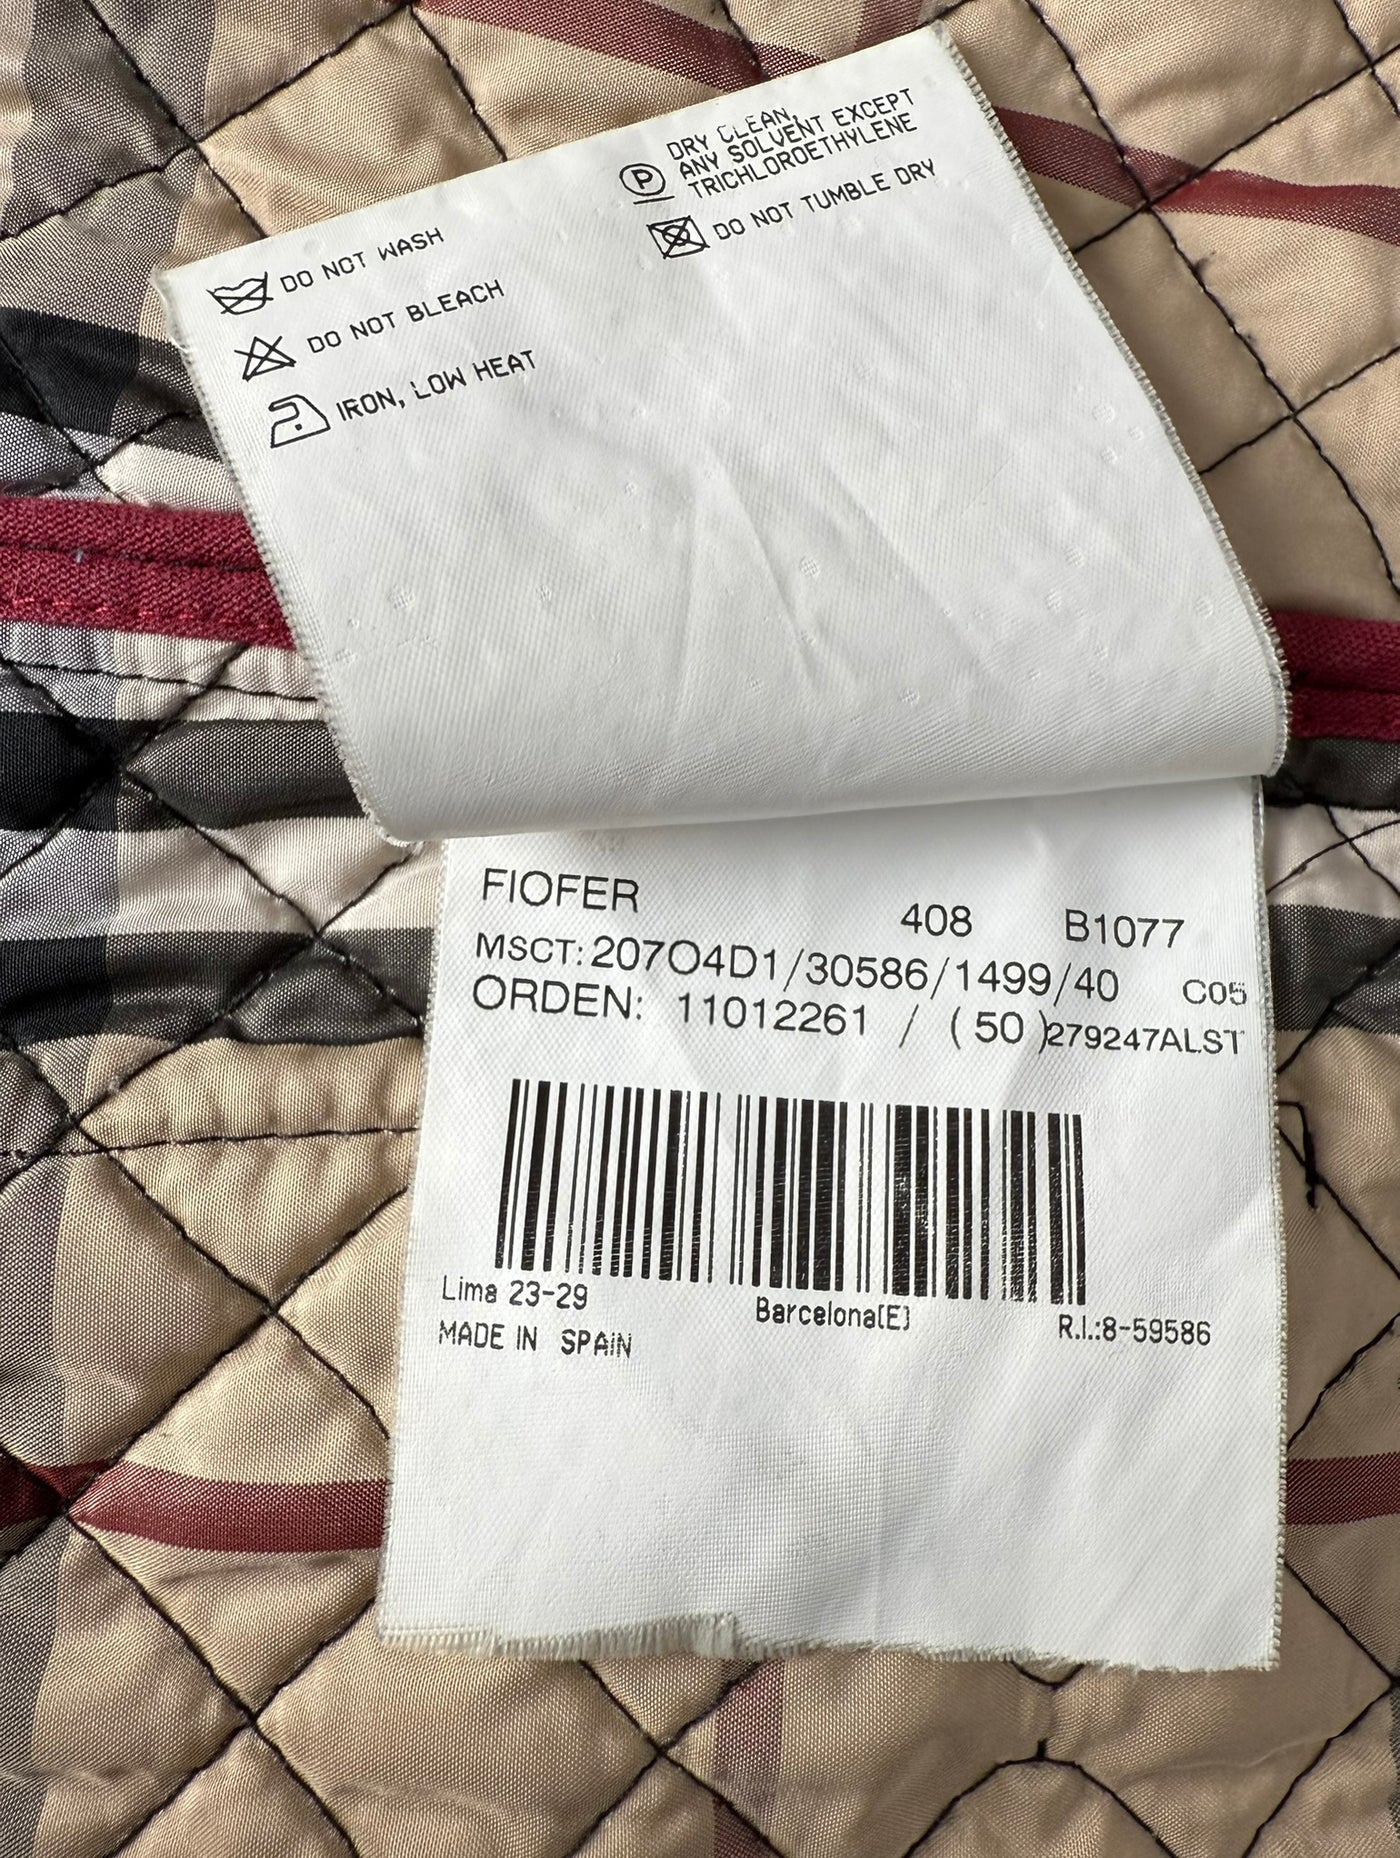 DO NOT WASH
DO NOT BLEACH
IRON, LOW HEAT
P
DRY CLEAN,
ANY SOLVENT EXCEPT
TRICHLOROETHYLENE
DO NOT TUMBLE DRY
FIOFER 408 B1077
MSCT: 207O4D1/30586/1499/40 C05
ORDEN: 11012261 / (50)279247ALST
Lima 23-29 Barcelona(E) R.I.:8-59586
MADE IN SPAIN